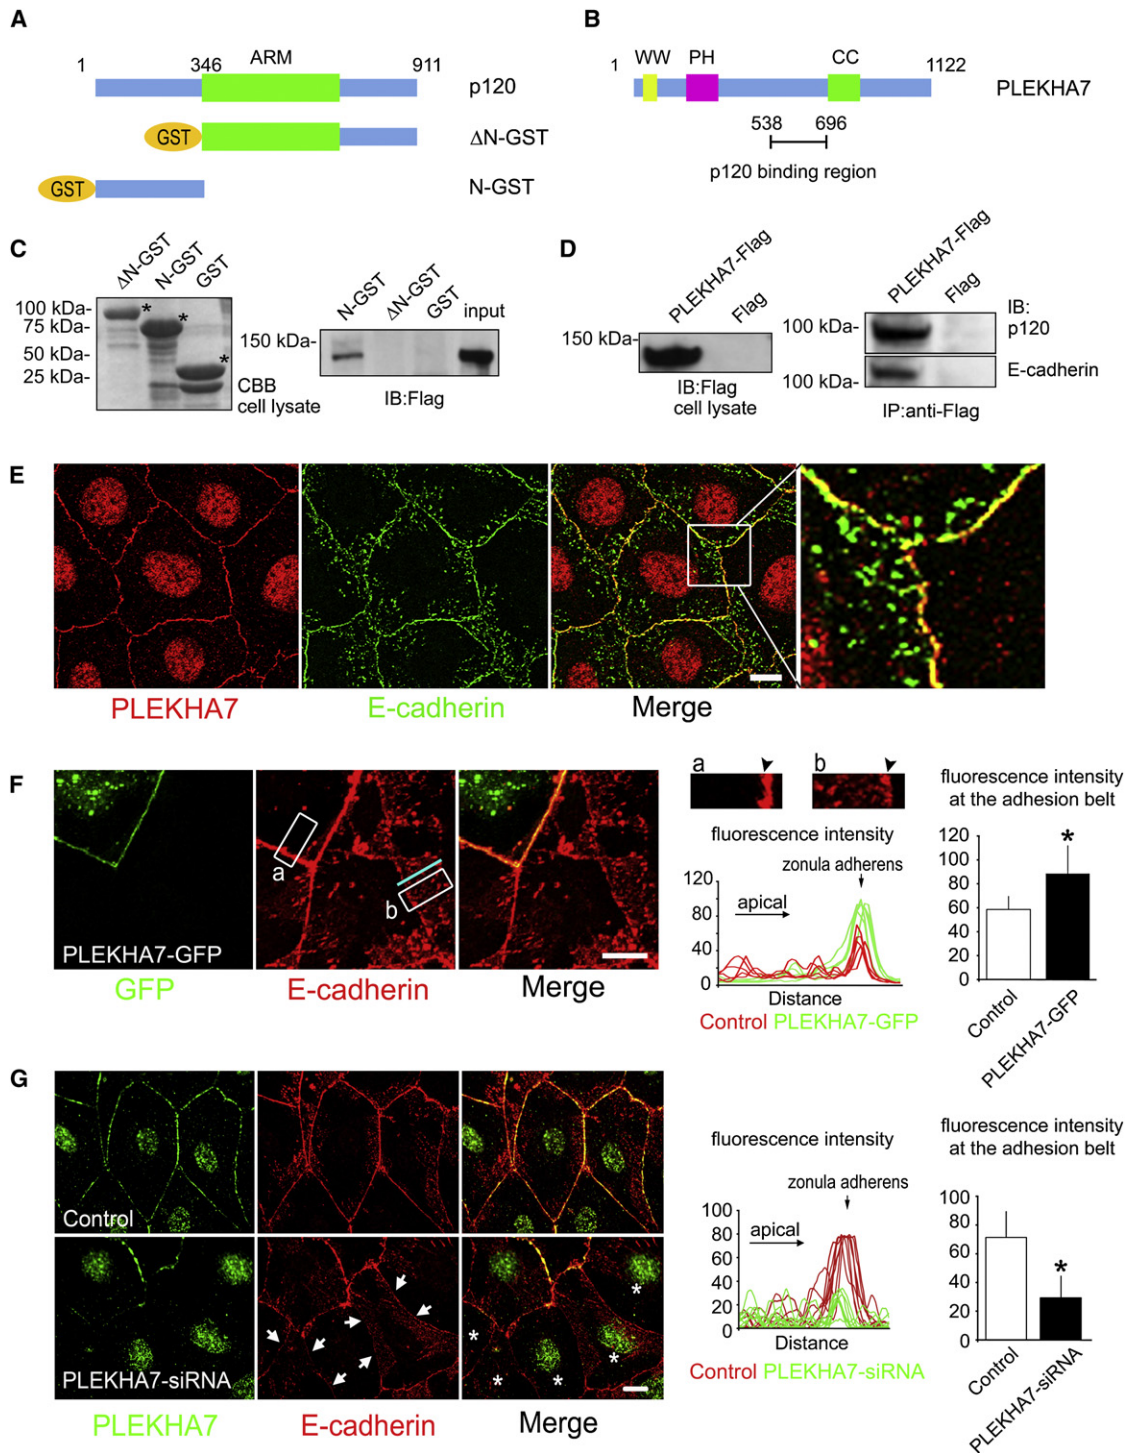 A
1 346 ARM 911
p120
GST
ΔN-GST
GST
N-GST
B
1 WW PH CC 1122
PLEKHA7
538 696
p120 binding region
C
ΔN-GST
N-GST
GST
100 kDa-
75 kDa-
50 kDa-
25 kDa-
* * *
CBB
cell lysate
N-GST
ΔN-GST
GST
input
150 kDa-
IB:Flag
D
PLEKHA7-Flag
Flag
150 kDa-
IB:Flag
cell lysate
PLEKHA7-Flag
Flag
IB:
100 kDa-
p120
100 kDa-
E-cadherin
IP:anti-Flag
E
PLEKHA7
E-cadherin
Merge
F
PLEKHA7-GFP
a
b
GFP
E-cadherin
Merge
a b
fluorescence intensity
zonula adherens
apical
120
80
40
0
Distance
Control PLEKHA7-GFP
fluorescence intensity
at the adhesion belt
120
100
80
60
40
20
0
*
Control
PLEKHA7-GFP
G
Control
PLEKHA7-siRNA
* * * * *
PLEKHA7
E-cadherin
Merge
fluorescence intensity
zonula adherens
apical
100
80
60
40
20
0
Distance
Control PLEKHA7-siRNA
fluorescence intensity
at the adhesion belt
100
80
60
40
20
0
*
Control
PLEKHA7-siRNA